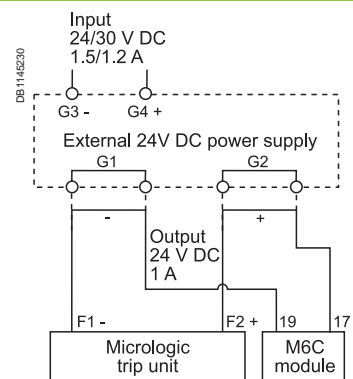 Input
24/30 V DC
1.5/1.2 A
DB1145230
G3 - G4 +
External 24V DC power supply
G1 G2
- +
Output
24 V DC
1 A
F1 - F2 + 19 17
Micrologic
trip unit
M6C
module